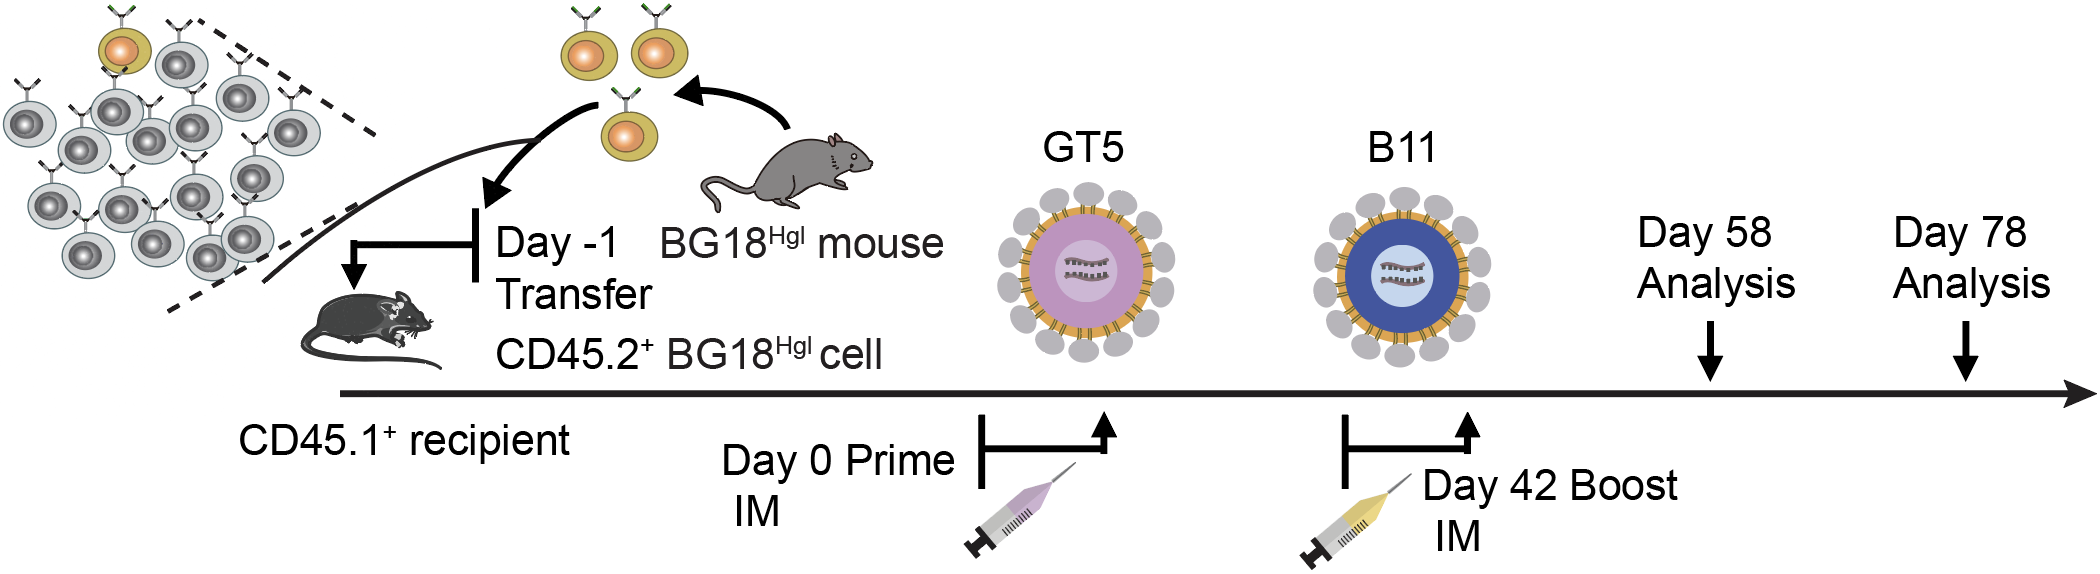 GT5
B11
Day -1
Transfer
CD45.2⁺ BG18ᴴᵍˡ cell
BG18ᴴᵍˡ mouse
Day 58
Analysis
Day 78
Analysis
CD45.1⁺ recipient
Day 0 Prime
IM
Day 42 Boost
IM